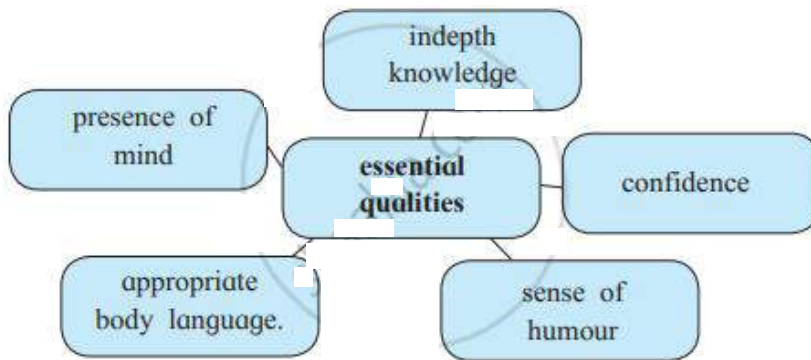 indepth
knowledge
presence of
mind
essential
qualities
confidence
appropriate
body language.
sense of
humour